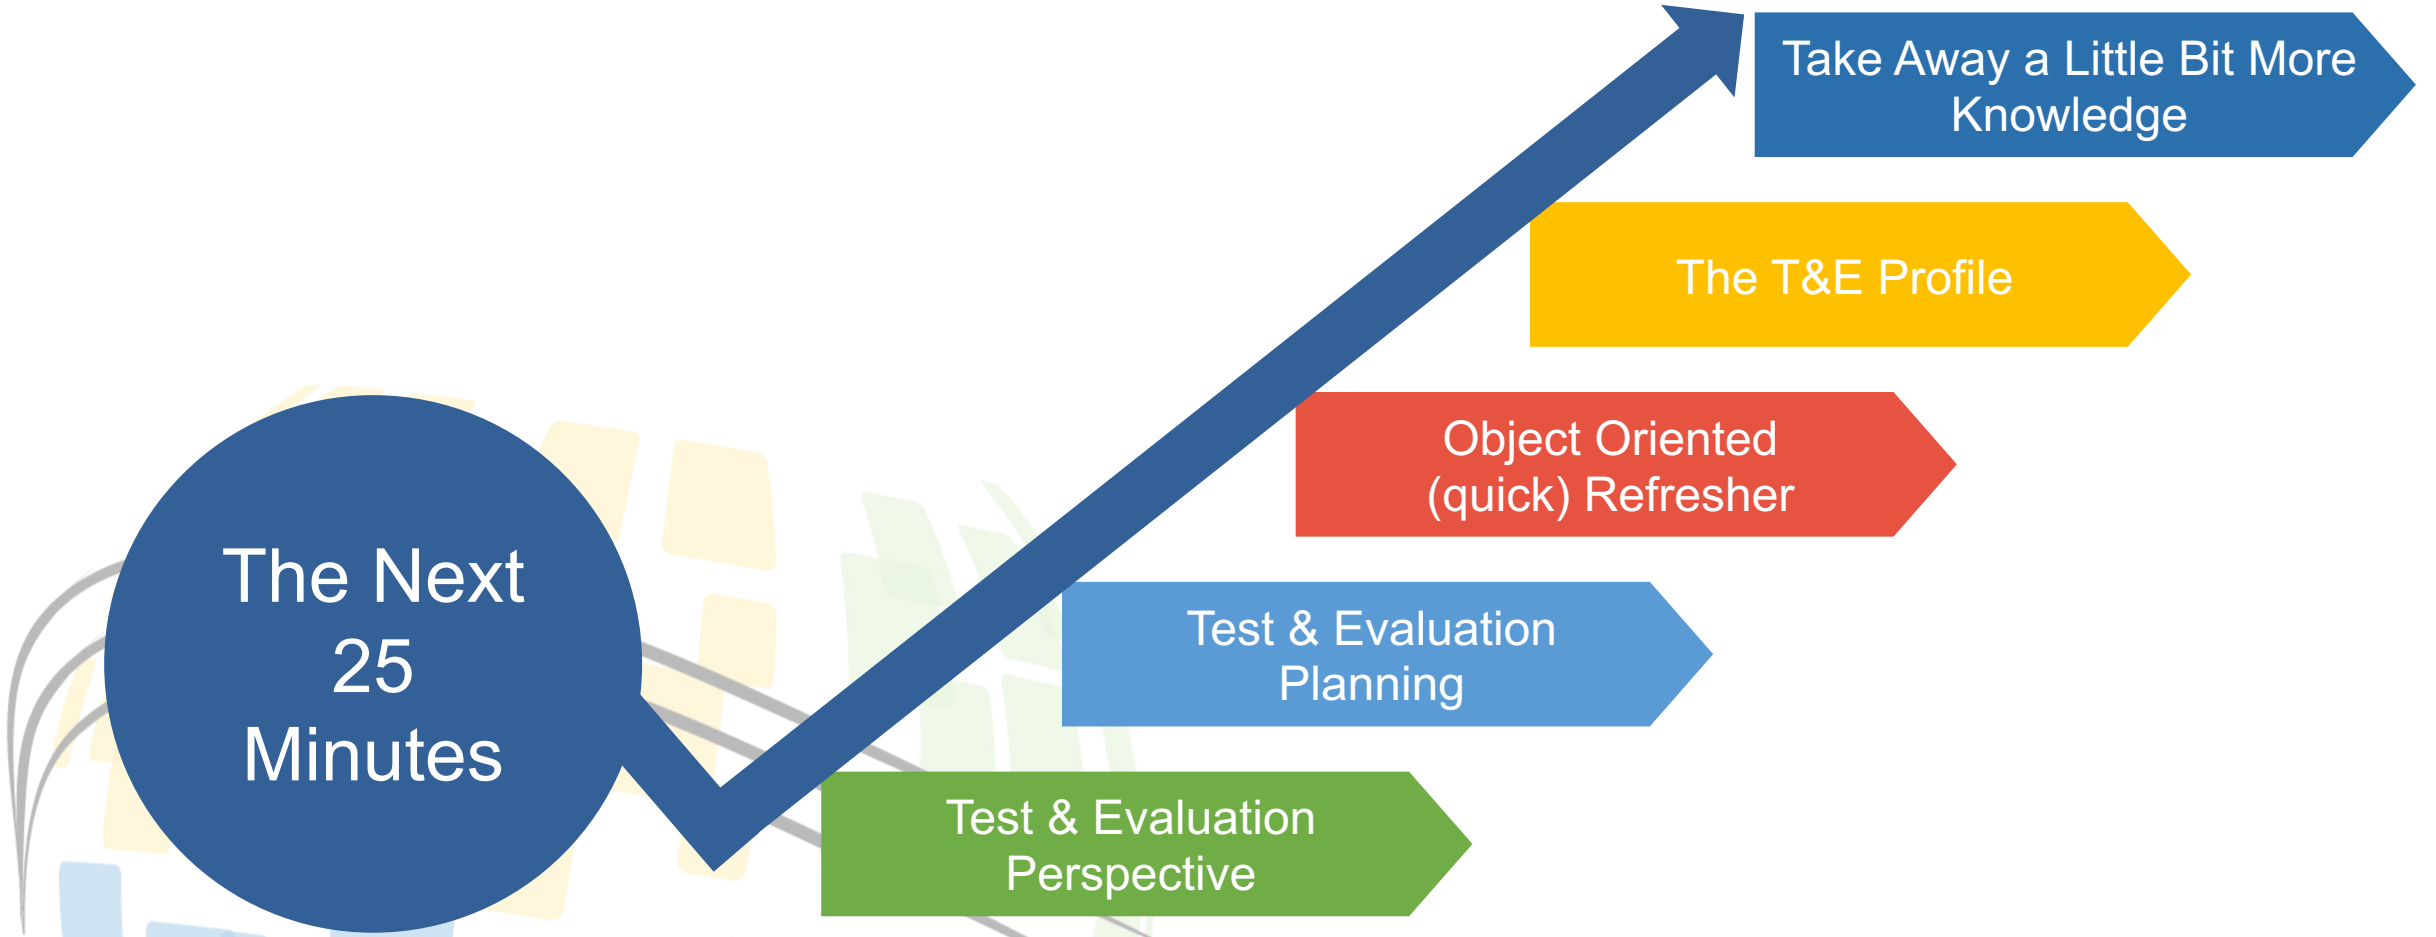 Take Away a Little Bit More
Knowledge
The T&E Profile
Object Oriented
(quick) Refresher
The Next
25
Minutes
Test & Evaluation
Planning
Test & Evaluation
Perspective